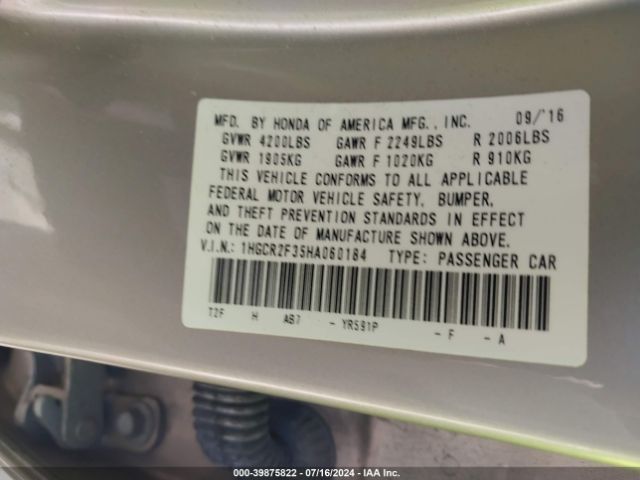 MFD. BY HONDA OF AMERICA MFG., INC. 09/'16
GVWR 4200LBS GAWR F 2249LBS R 2006LBS
GVWR 1905KG GAWR F 1020KG R 910KG
THIS VEHICLE CONFORMS TO ALL APPLICABLE
FEDERAL MOTOR VEHICLE SAFETY, BUMPER,
AND THEFT PREVENTION STANDARDS IN EFFECT
ON THE DATE OF MANUFACTURE SHOWN ABOVE.
V.I.N.: 1HGCR2F35HA060184 TYPE: PASSENGER CAR
T2F H AB7 - YR591P - F - A
000-39875822 | 07/16/2024 | IAA Inc.